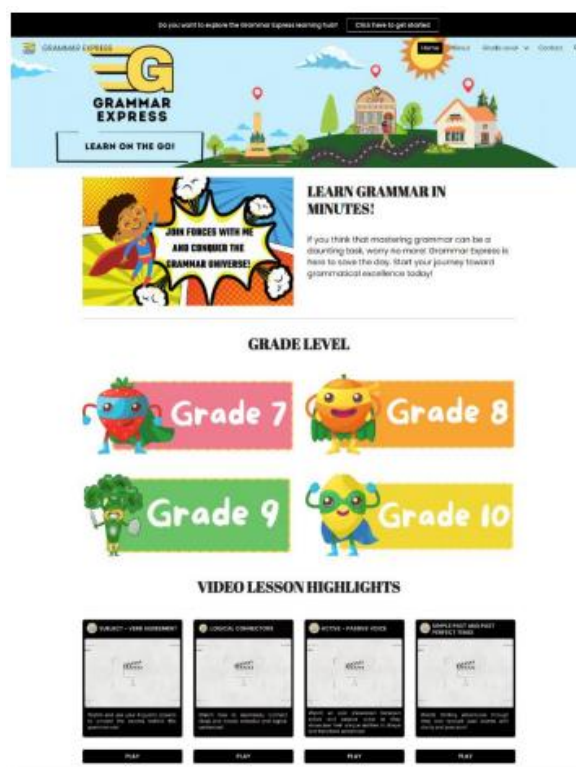 Do you want to explore the Grammar Express learning hub? Click here to get started
GRAMMAR EXPRESS Home About Grade Level Contact
G
GRAMMAR
EXPRESS
LEARN ON THE GO!
JOIN FORCES WITH ME
AND CONQUER THE
GRAMMAR UNIVERSE!
LEARN GRAMMAR IN
MINUTES!
If you think that mastering grammar can be a
daunting task, worry no more! Grammar Express is
here to save the day. Start your journey toward
grammatical excellence today!
GRADE LEVEL
Grade 7 Grade 8
Grade 9 Grade 10
VIDEO LESSON HIGHLIGHTS
SUBJECT - VERB AGREEMENT
LOGICAL CONNECTORS
ACTIVE - PASSIVE VOICE
SIMPLE PAST AND PAST
PERFECT TENSE
PLAY PLAY PLAY PLAY